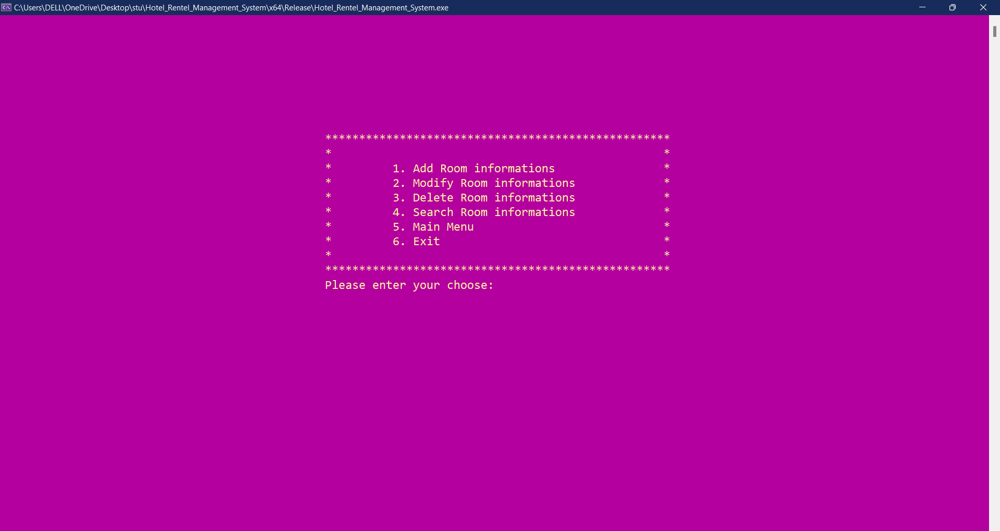 C:\Users\DELL\OneDrive\Desktop\stu\Hotel_Rentel_Management_System\x64\Release\Hotel_Rentel_Management_System.exe
***************************************************
* *
* 1. Add Room informations *
* 2. Modify Room informations *
* 3. Delete Room informations *
* 4. Search Room informations *
* 5. Main Menu *
* 6. Exit *
* *
***************************************************
Please enter your choose: